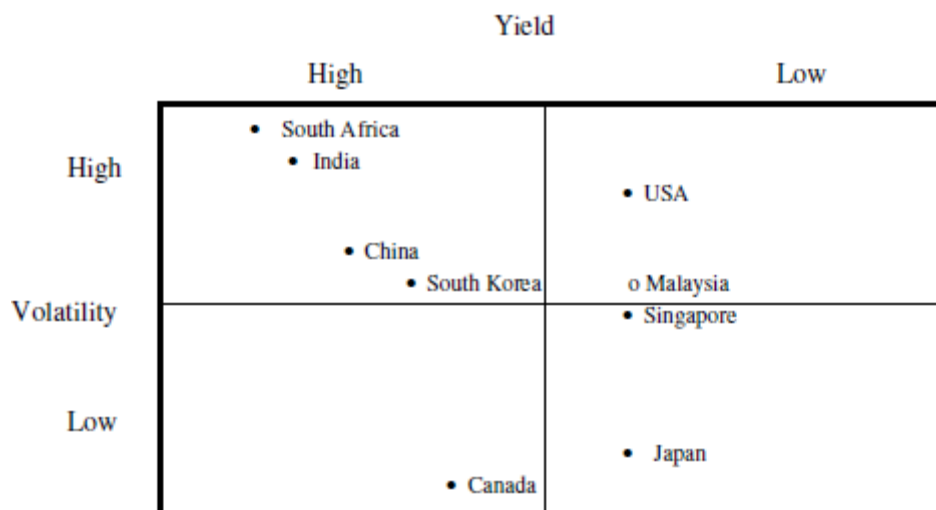 Yield
High Low
South Africa
High India
USA
China
South Korea o Malaysia
Volatility Singapore
Low
Japan
Canada